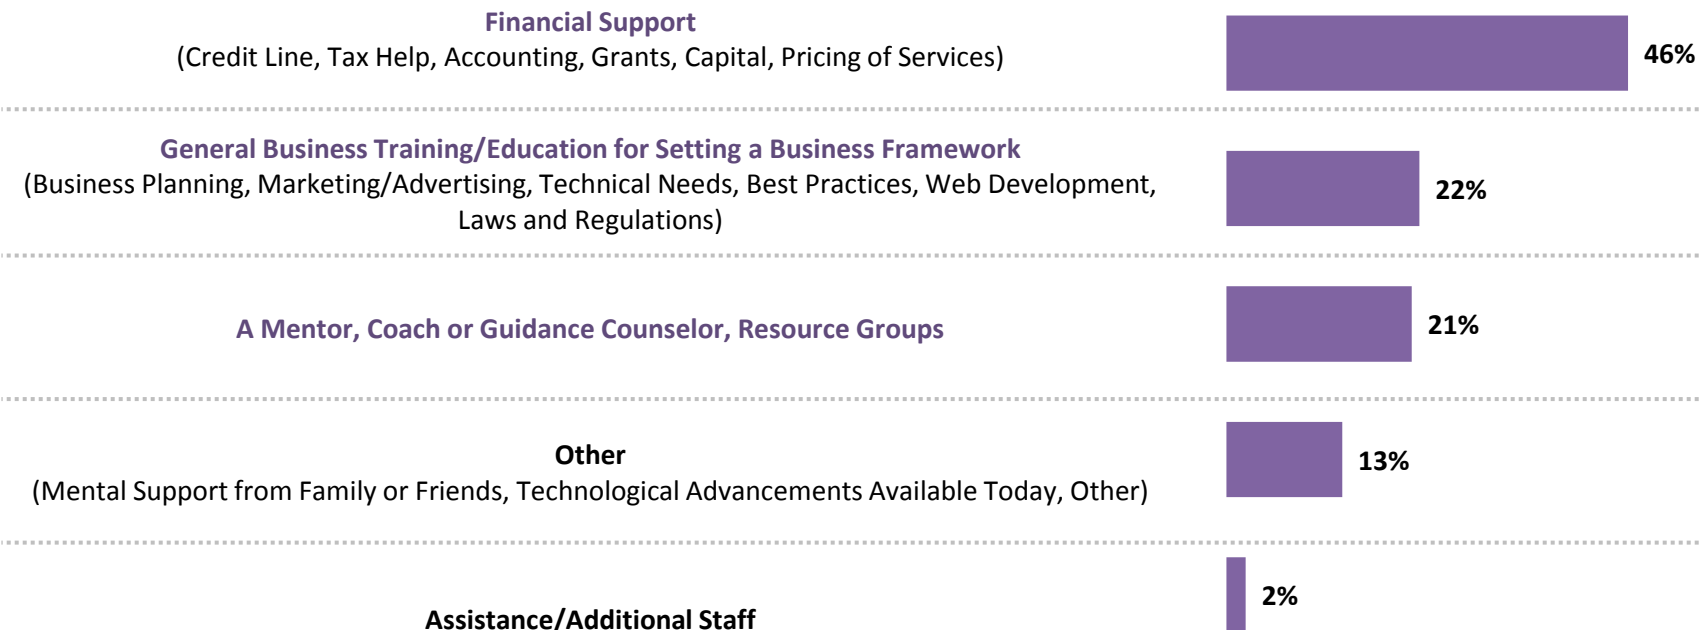 Financial Support
(Credit Line, Tax Help, Accounting, Grants, Capital, Pricing of Services)
46%
General Business Training/Education for Setting a Business Framework
(Business Planning, Marketing/Advertising, Technical Needs, Best Practices, Web Development,
Laws and Regulations)
22%
A Mentor, Coach or Guidance Counselor, Resource Groups
21%
Other
(Mental Support from Family or Friends, Technological Advancements Available Today, Other)
13%
Assistance/Additional Staff
2%